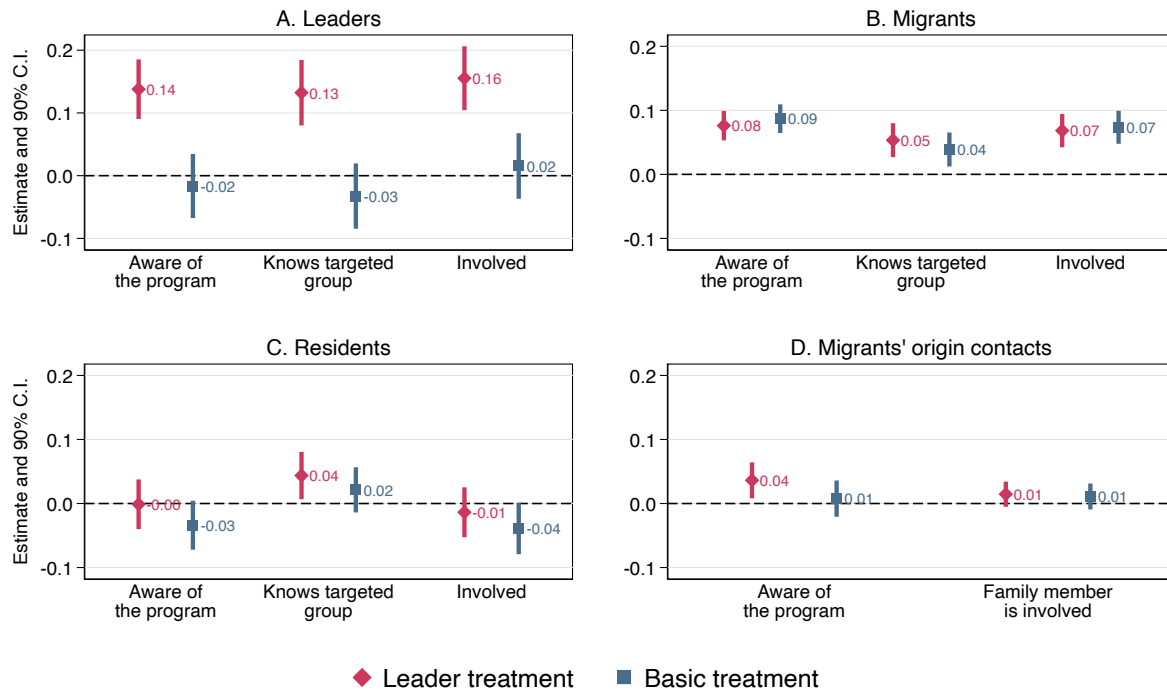 A. Leaders
Estimate and 90% C.I.
0.2
0.1
0.0
-0.1
0.14
-0.02
0.13
-0.03
0.16
0.02
Aware of
the program
Knows targeted
group
Involved
B. Migrants
0.2
0.1
0.0
-0.1
0.08
0.09
0.05
0.04
0.07
0.07
Aware of
the program
Knows targeted
group
Involved
C. Residents
Estimate and 90% C.I.
0.2
0.1
0.0
-0.1
-0.00
-0.03
0.04
0.02
-0.01
-0.04
Aware of
the program
Knows targeted
group
Involved
D. Migrants' origin contacts
0.2
0.1
0.0
-0.1
0.04
0.01
0.01
0.01
Aware of
the program
Family member
is involved
Leader treatment
Basic treatment